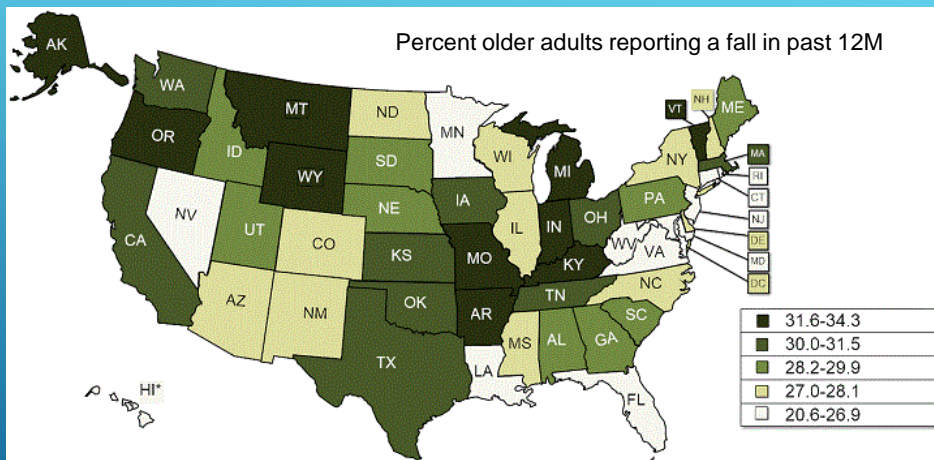 Percent older adults reporting a fall in past 12M
AK
WA
MT
ND
MN
VT
NH
ME
OR
ID
SD
WI
MI
NY
MA
RI
WY
CT
NV
NE
IA
PA
NJ
UT
IL
IN
OH
DE
CA
CO
KS
MO
WV
VA
MD
KY
DC
NC
TN
AZ
NM
OK
AR
SC
MS
AL
GA
TX
LA
FL
HI*
31.6-34.3
30.0-31.5
28.2-29.9
27.0-28.1
20.6-26.9